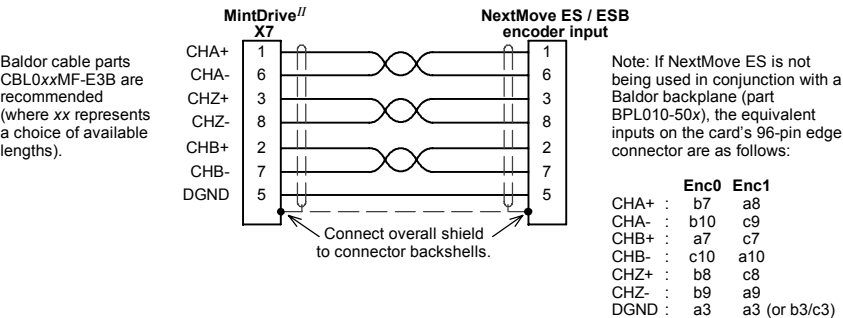 MintDrive II
X7
NextMove ES / ESB
encoder input
Baldor cable parts
CBL0xxMF-E3B are
recommended
(where xx represents
a choice of available
lengths).
CHA+ 1 1
CHA- 6 6
CHZ+ 3 3
CHZ- 8 8
CHB+ 2 2
CHB- 7 7
DGND 5 5
Connect overall shield
to connector backshells.
Note: If NextMove ES is not
being used in conjunction with a
Baldor backplane (part
BPL010-50x), the equivalent
inputs on the card's 96-pin edge
connector are as follows:
Enc0 Enc1
CHA+ : b7 a8
CHA- : b10 c9
CHB+ : a7 c7
CHB- : c10 a10
CHZ+ : b8 c8
CHZ- : b9 a9
DGND : a3 a3 (or b3/c3)